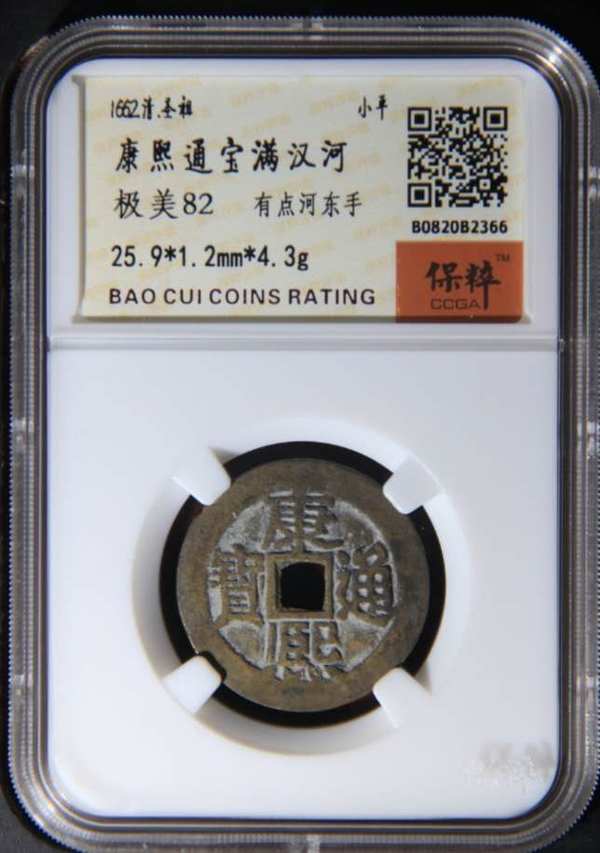 1662清.圣祖 小平
康熙通宝满汉河
极美82 有点河东手
25.9*1.2mm*4.3g
BAO CUI COINS RATING
B0820B2366
保粹™
CCGA
康熙通寶